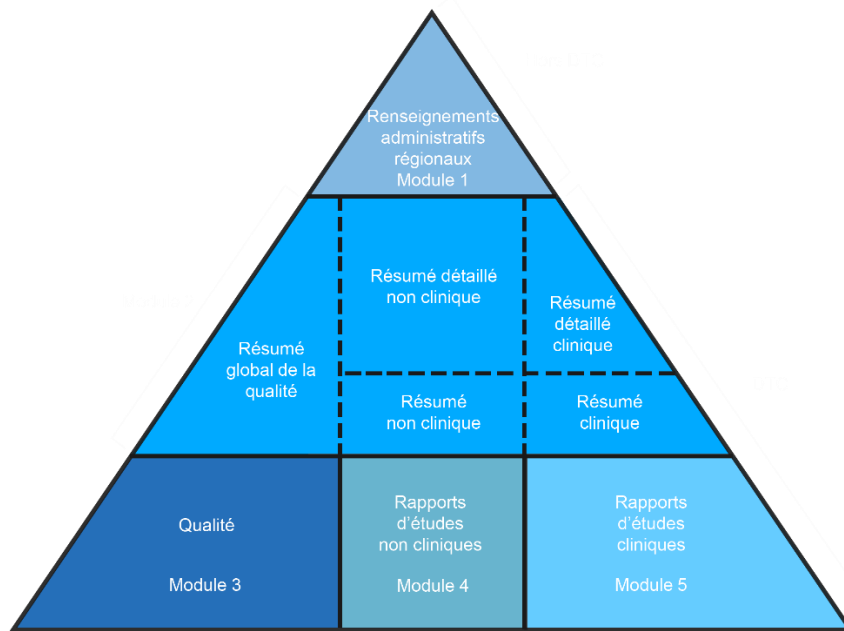 Renseignements
administratifs
régionaux
Module 1
Résumé détaillé
non clinique
Résumé
détaillé
clinique
Résumé
global de la
qualité
Résumé
non clinique
Résumé
clinique
Qualité
Module 3
Rapports
d'études
non cliniques
Module 4
Rapports
d'études
cliniques
Module 5